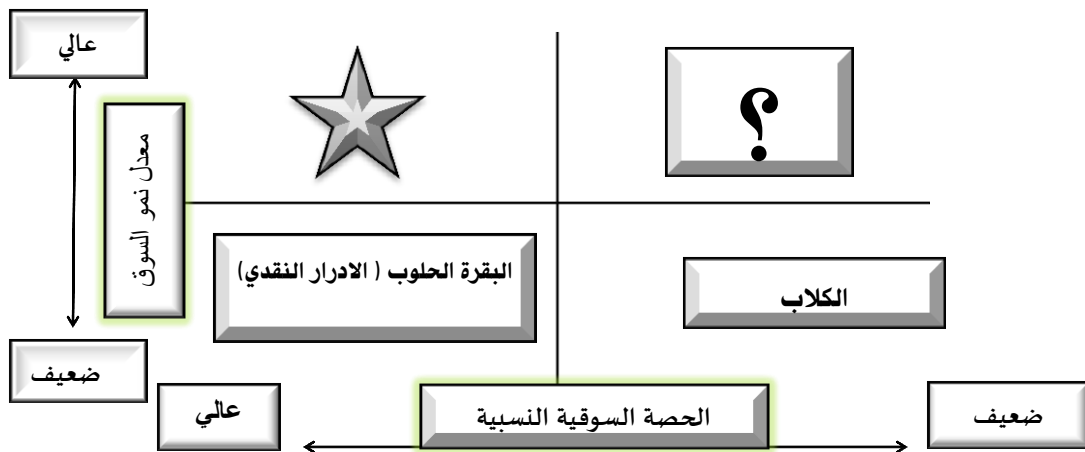 عالي
؟
معدل نمو السوق
البقرة الحلوب ( الادرار النقدي)
الكلاب
ضعيف
عالي
الحصة السوقية النسبية
ضعيف